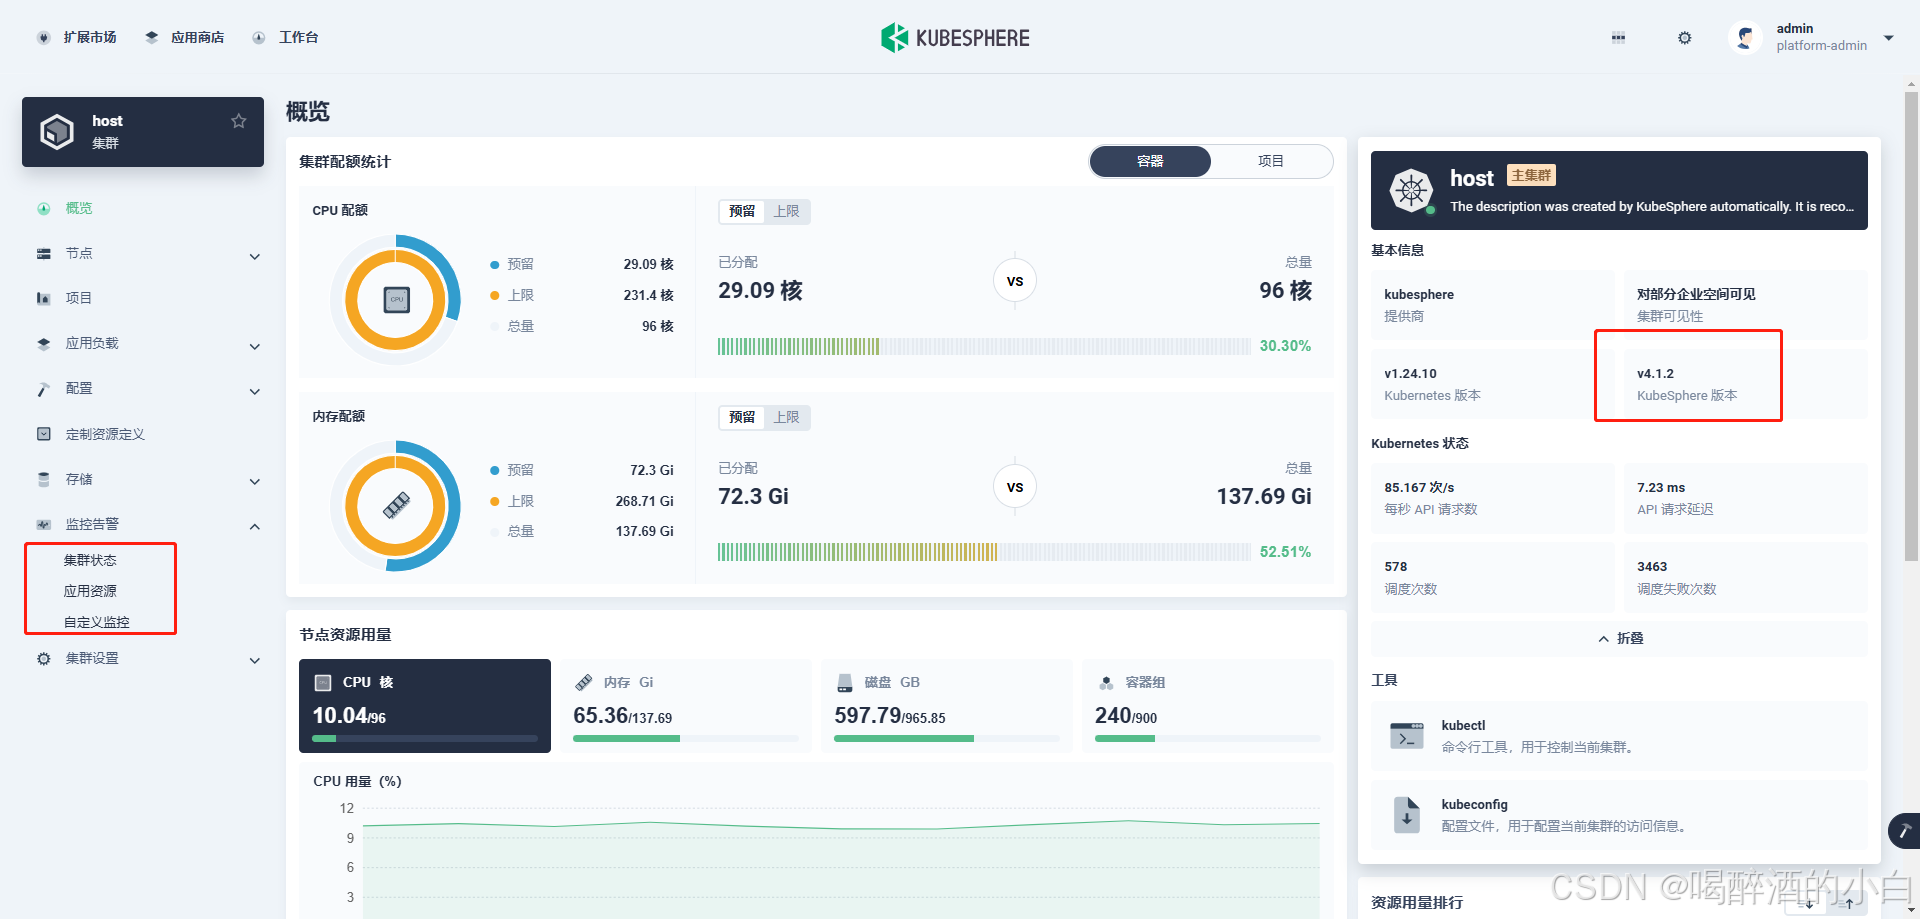 扩展市场
应用商店
工作台
KUBESPHERE
admin
platform-admin
host
集群
概览
节点
项目
应用负载
配置
定制资源定义
存储
监控告警
集群状态
应用资源
自定义监控
集群设置
概览
集群配额统计
容器
项目
CPU 配额
CPU
预留 29.09 核
上限 231.4 核
总量 96 核
预留 上限
已分配
29.09 核
VS
总量
96 核
30.30%
内存配额
预留 72.3 Gi
上限 268.71 Gi
总量 137.69 Gi
预留 上限
已分配
72.3 Gi
VS
总量
137.69 Gi
52.51%
节点资源用量
CPU 核
10.04/96
内存 Gi
65.36/137.69
磁盘 GB
597.79/965.85
容器组
240/900
CPU 用量 (%)
12
9
6
3
host 主集群
The description was created by KubeSphere automatically. It is reco...
基本信息
kubesphere
提供商
对部分企业空间可见
集群可见性
v1.24.10
Kubernetes 版本
v4.1.2
KubeSphere 版本
Kubernetes 状态
85.167 次/s
每秒 API 请求数
7.23 ms
API 请求延迟
578
调度次数
3463
调度失败次数
折叠
工具
kubectl
命令行工具，用于控制当前集群。
kubeconfig
配置文件，用于配置当前集群的访问信息。
资源用量排行
CSDN @喝醉酒的小白